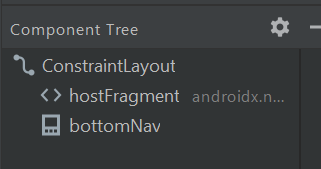 Component Tree
ConstraintLayout
hostFragment androidx.n...
bottomNav